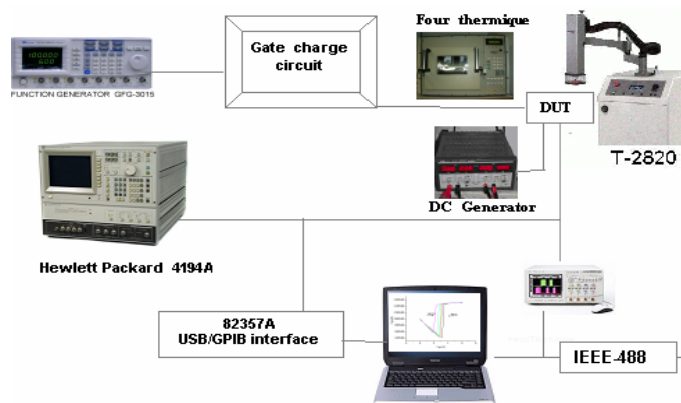 Four thermique
Gate charge
circuit
FUNCTION GENERATOR GFG-3015
DUT
T-2820
DC Generator
Hewlett Packard 4194A
82357A
USB/GPIB interface
IEEE-488